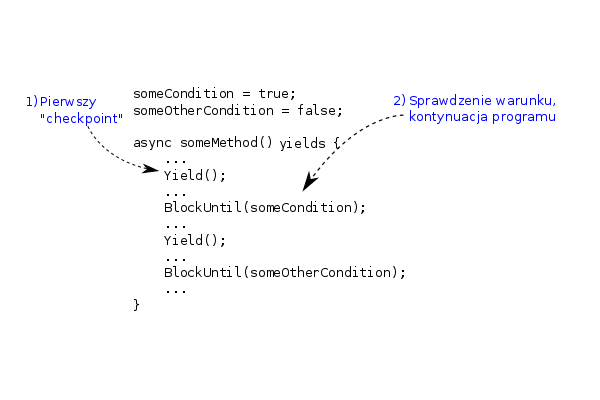 1) Pierwszy
"checkpoint"
2) Sprawdzenie warunku,
kontynuacja programu
someCondition = true;
someOtherCondition = false;
async someMethod() yields {
...
Yield();
...
BlockUntil(someCondition);
...
Yield();
...
BlockUntil(someOtherCondition);
...
}